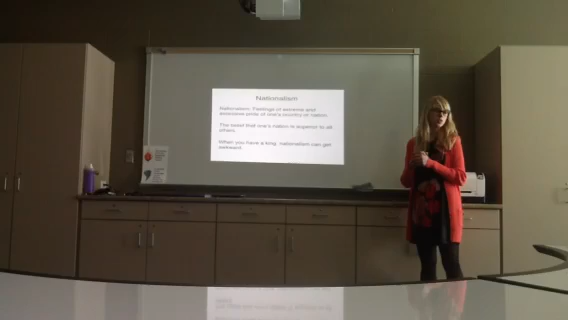 Nationalism
Nationalism: Feelings of extreme and
excessive pride of one's country or nation.
The belief that one's nation is superior to all
others.
When you have a king, nationalism can get
awkward.